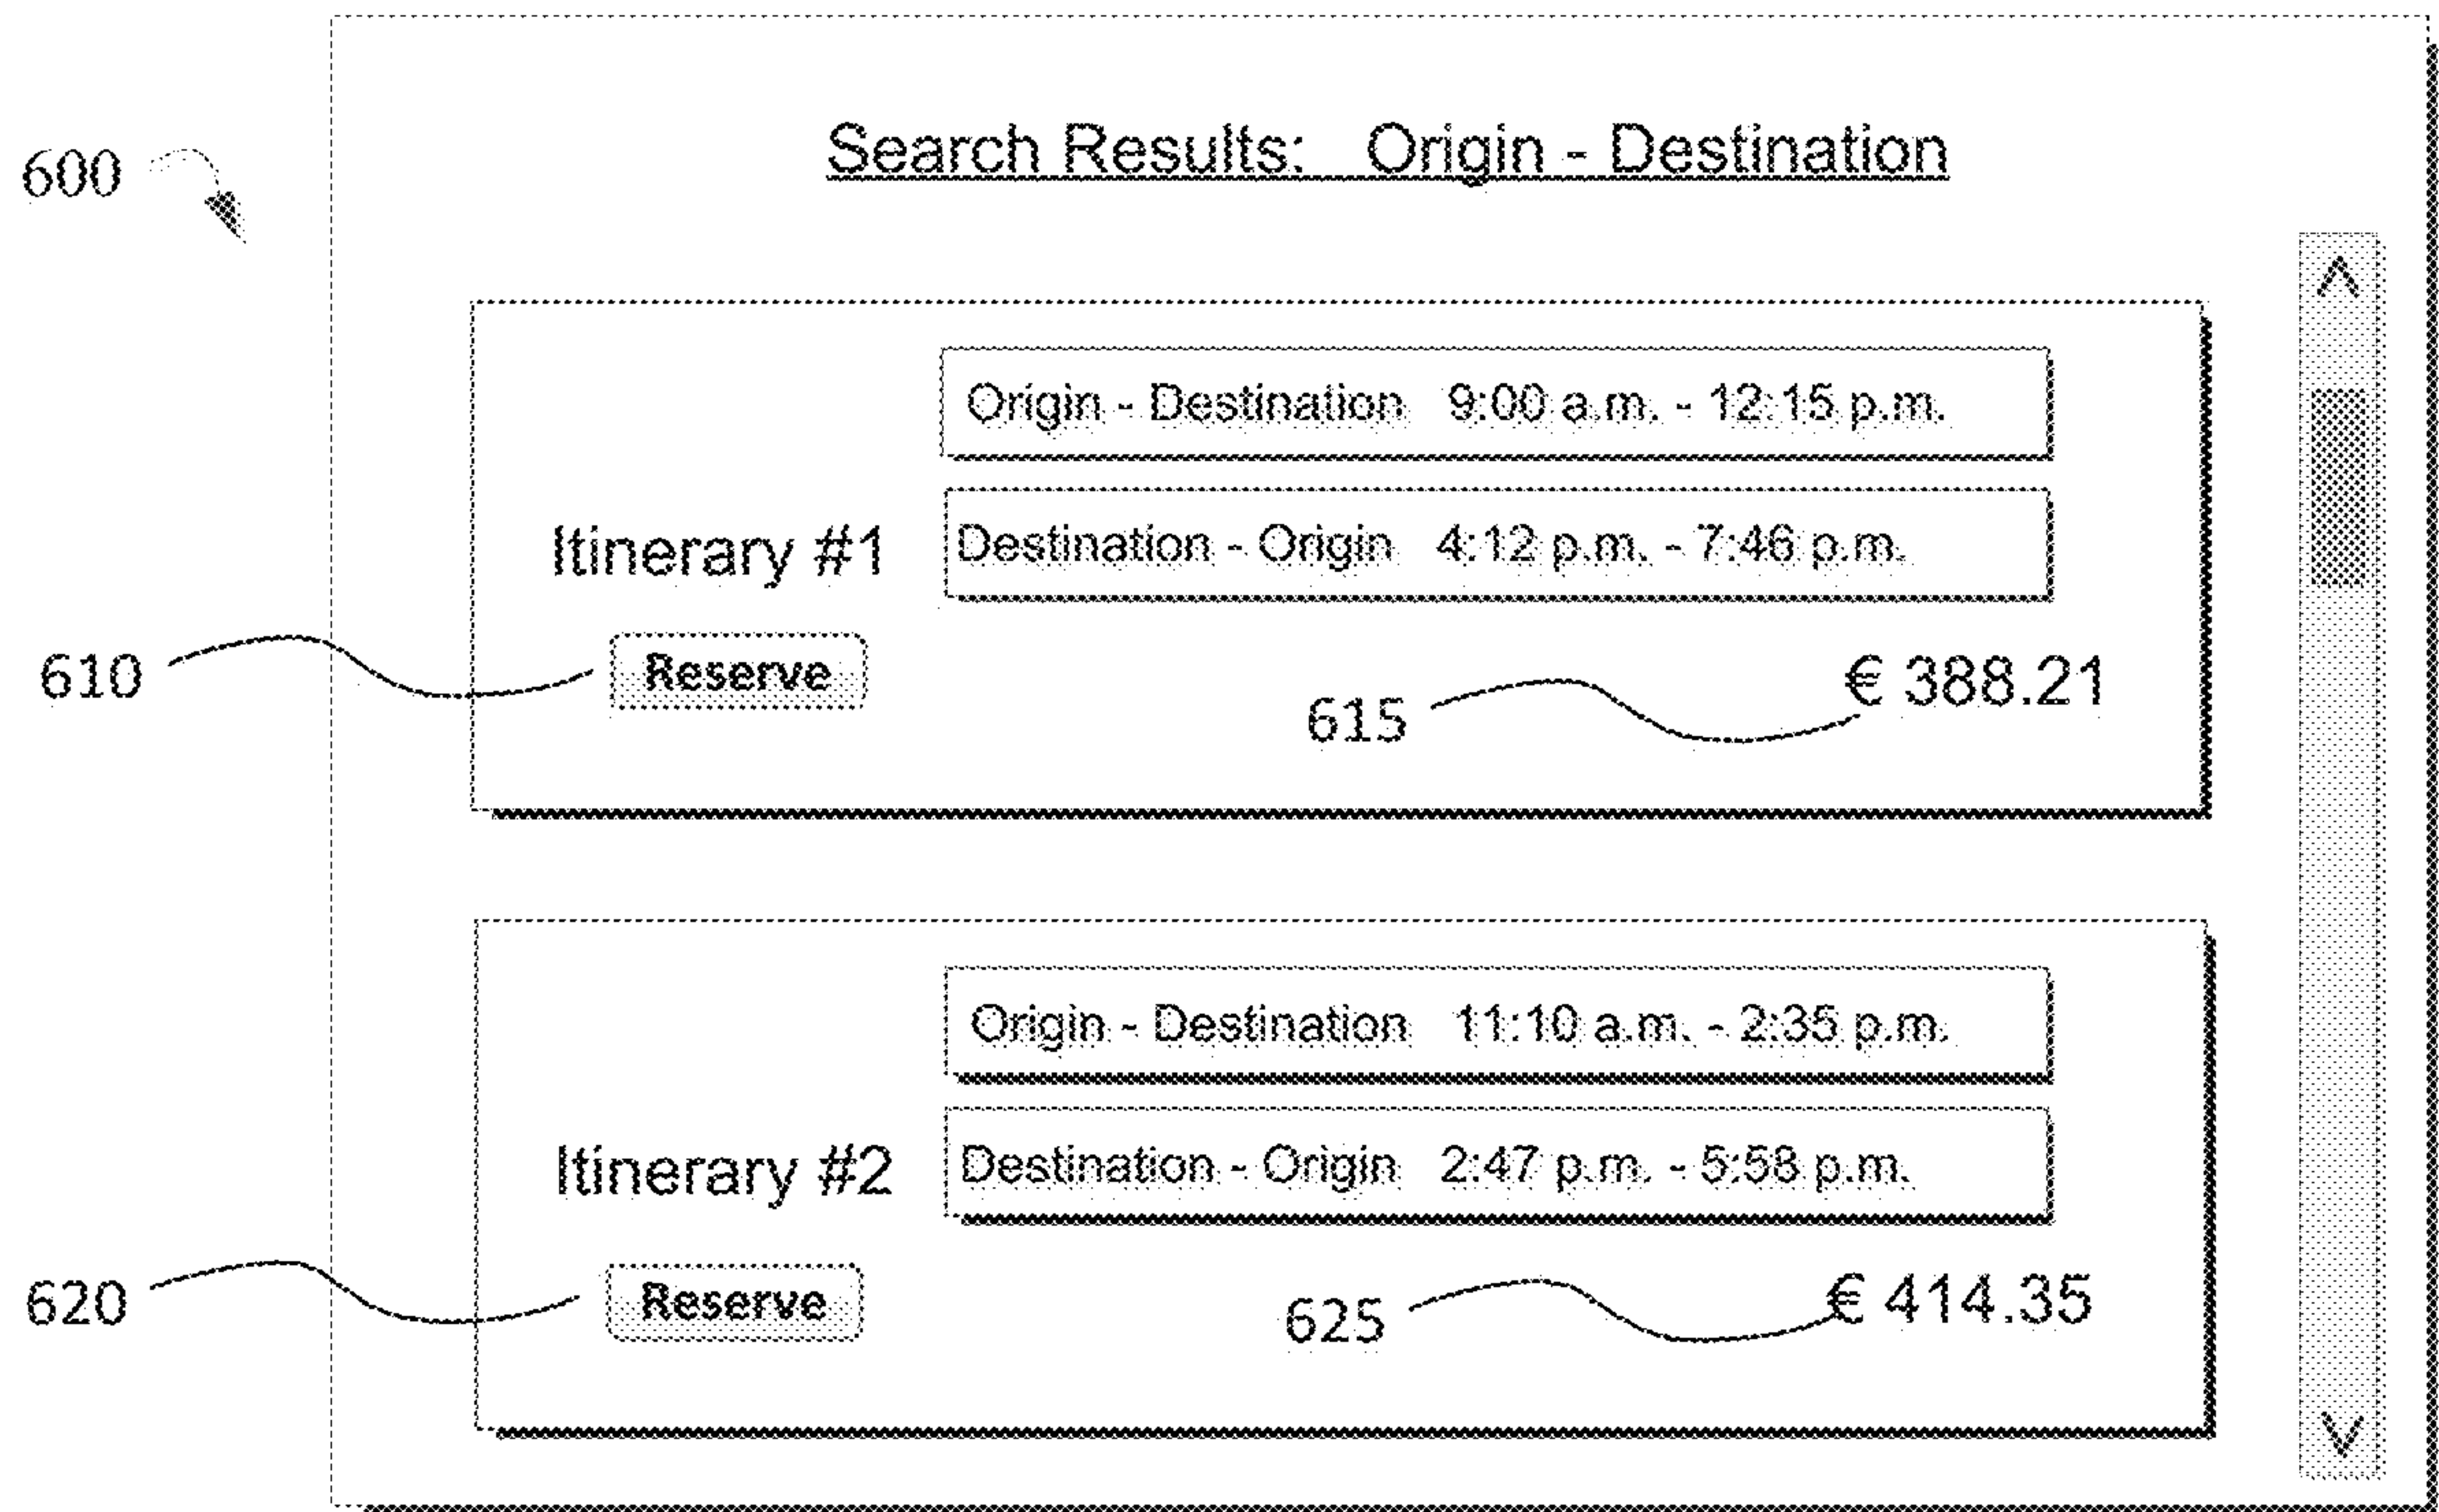 600
Search Results: Origin - Destination
Origin - Destination 9:00 a.m. - 12:15 p.m.
Itinerary #1
Destination - Origin 4:12 p.m. - 7:46 p.m.
610
Reserve
615
€ 388.21
Origin - Destination 11:10 a.m. - 2:35 p.m.
Itinerary #2
Destination - Origin 2:47 p.m. - 5:58 p.m.
620
Reserve
625
€ 414.35